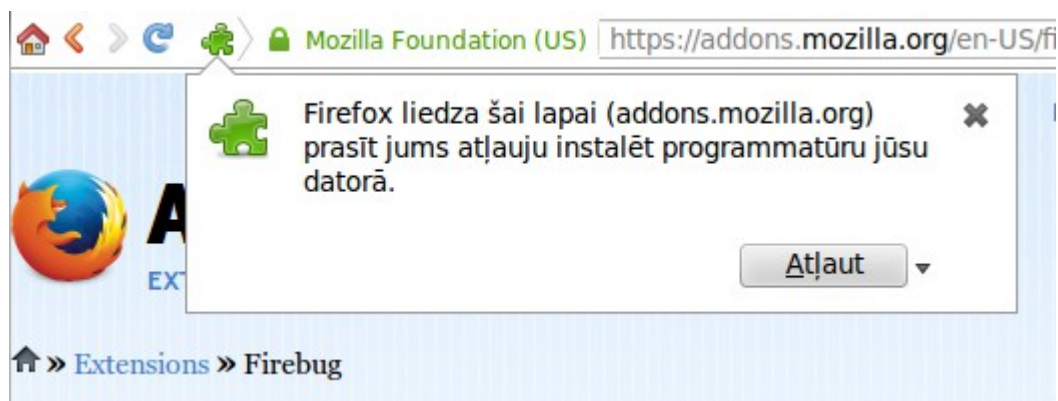 Mozilla Foundation (US) https://addons.mozilla.org/en-US/fi
Firefox liedza šai lapai (addons.mozilla.org)
prasīt jums atļauju instalēt programmatūru jūsu
datorā.
Atļaut
A
EXT
» Extensions » Firebug